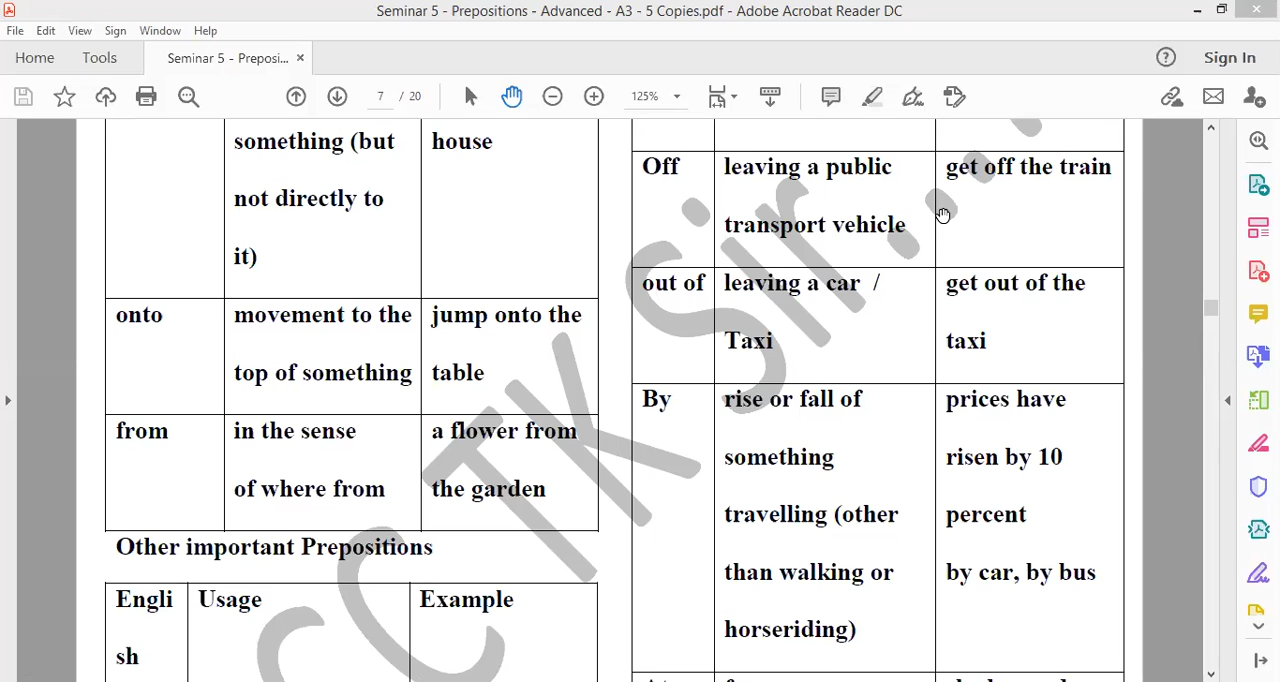 Seminar 5 - Prepositions - Advanced - A3 - 5 Copies.pdf - Adobe Acrobat Reader DC
File Edit View Sign Window Help
Home Tools Seminar 5 - Preposi... × Sign In
7 / 20 125%
something (but
not directly to
it)
house
onto
movement to the
top of something
jump onto the
table
from
in the sense
of where from
a flower from
the garden
Other important Prepositions
Engli
sh
Usage
Example
Off
leaving a public
transport vehicle
get off the train
out of
leaving a car /
Taxi
get out of the
taxi
By
rise or fall of
something
travelling (other
than walking or
horseriding)
prices have
risen by 10
percent
by car, by bus
CC TK Sir....